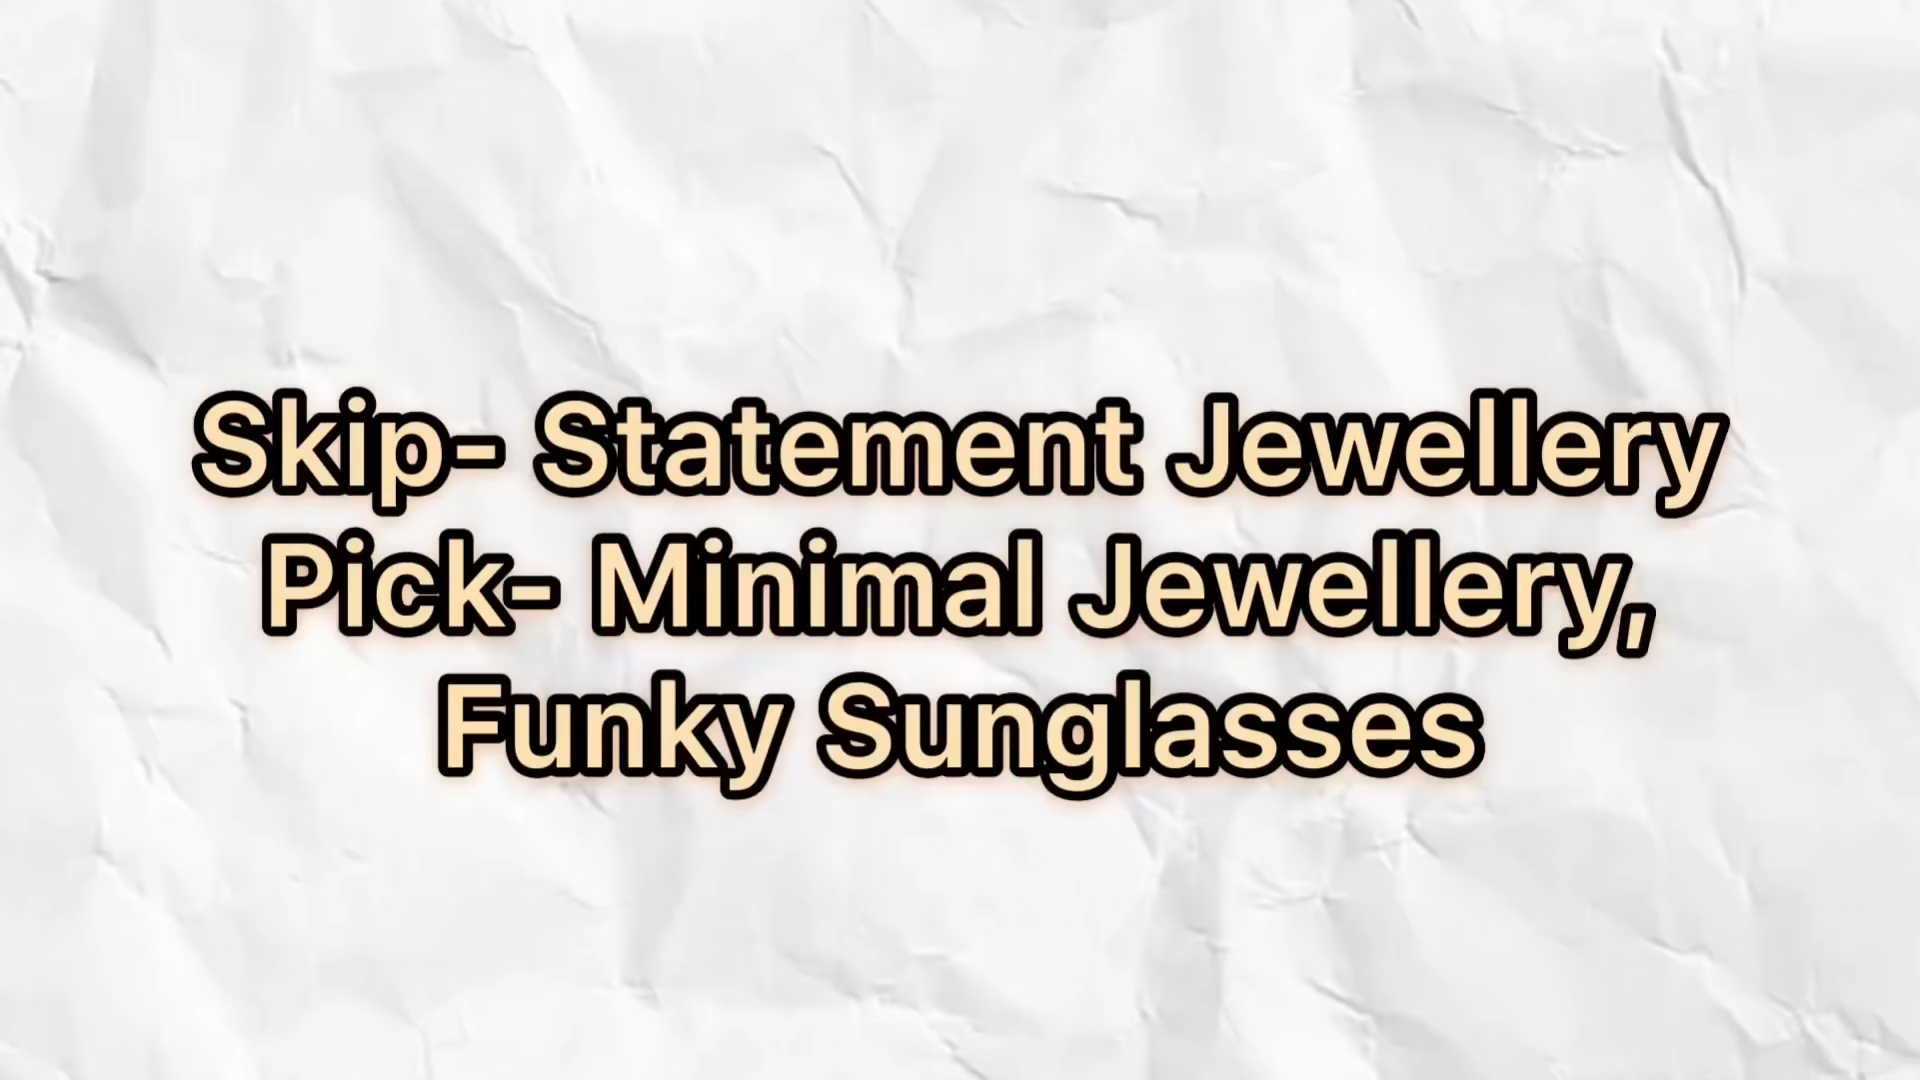 Skip- Statement Jewellery
Pick- Minimal Jewellery,
Funky Sunglasses